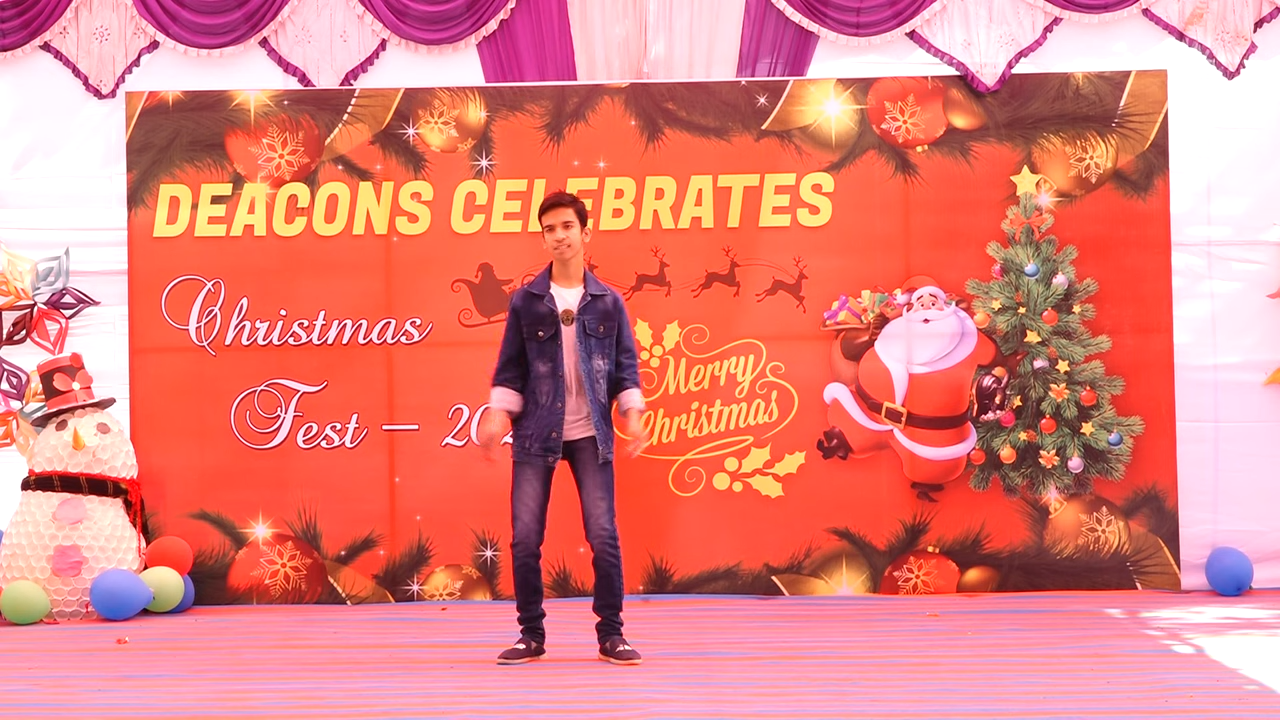 DEACONS CELEBRATES
Christmas
Fest – 20
Merry
Christmas